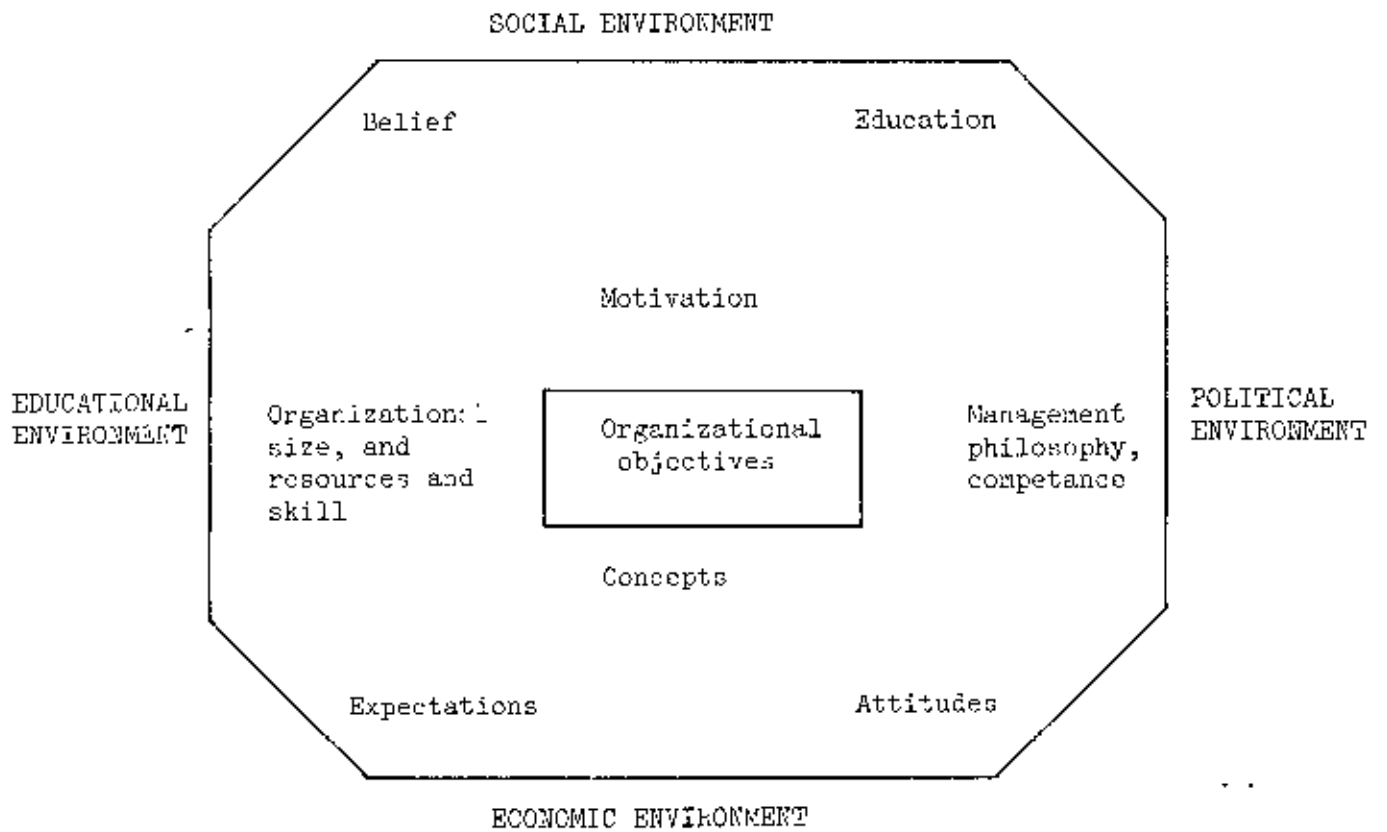 SOCIAL ENVIRONMENT
Belief
Education
Motivation
EDUCATIONAL
ENVIRONMENT
Organizational
size, and
resources and
skill
Organizational
objectives
Management
philosophy,
competance
POLITICAL
ENVIRONMENT
Concepts
Expectations
Attitudes
ECONOMIC ENVIRONMENT